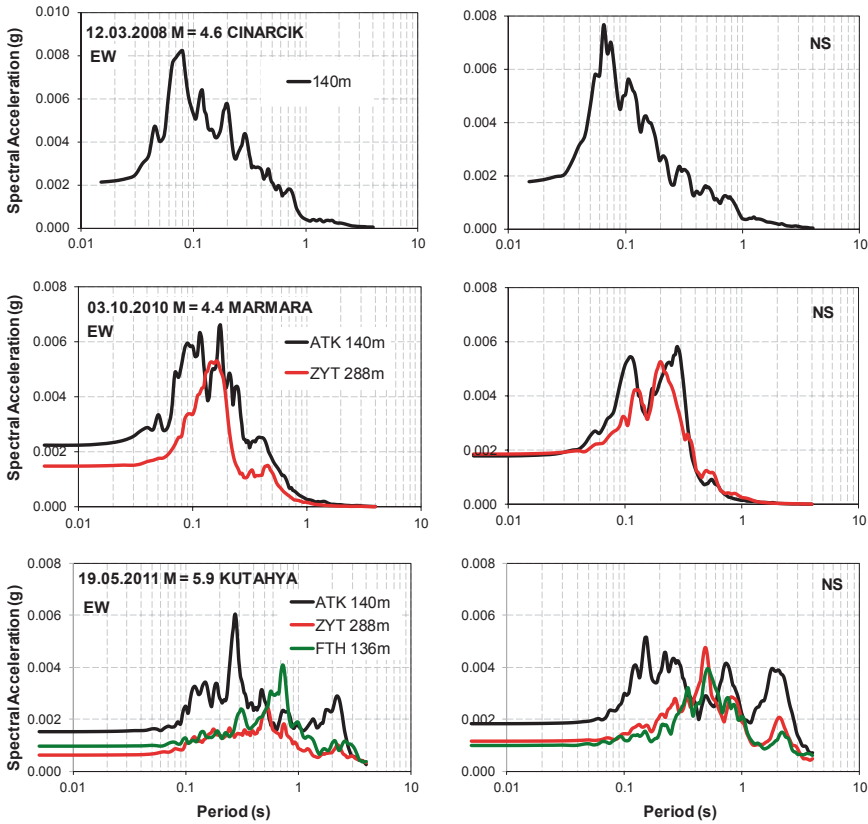 0.010
12.03.2008 M = 4.6 CINARCIK
EW
140m
0.008
0.006
0.004
0.002
0.000
0.01 0.1 1 10
Spectral Acceleration (g)
0.008
NS
0.006
0.004
0.002
0.000
0.01 0.1 1 10
0.008
03.10.2010 M = 4.4 MARMARA
EW
ATK 140m
ZYT 288m
0.006
0.004
0.002
0.000
0.01 0.1 1 10
Spectral Acceleration (g)
0.008
NS
0.006
0.004
0.002
0.000
0.01 0.1 1 10
0.008
19.05.2011 M = 5.9 KUTAHYA
EW
ATK 140m
ZYT 288m
FTH 136m
0.006
0.004
0.002
0.000
0.01 0.1 1 10
Spectral Acceleration (g)
Period (s)
0.008
NS
0.006
0.004
0.002
0.000
0.01 0.1 1 10
Period (s)